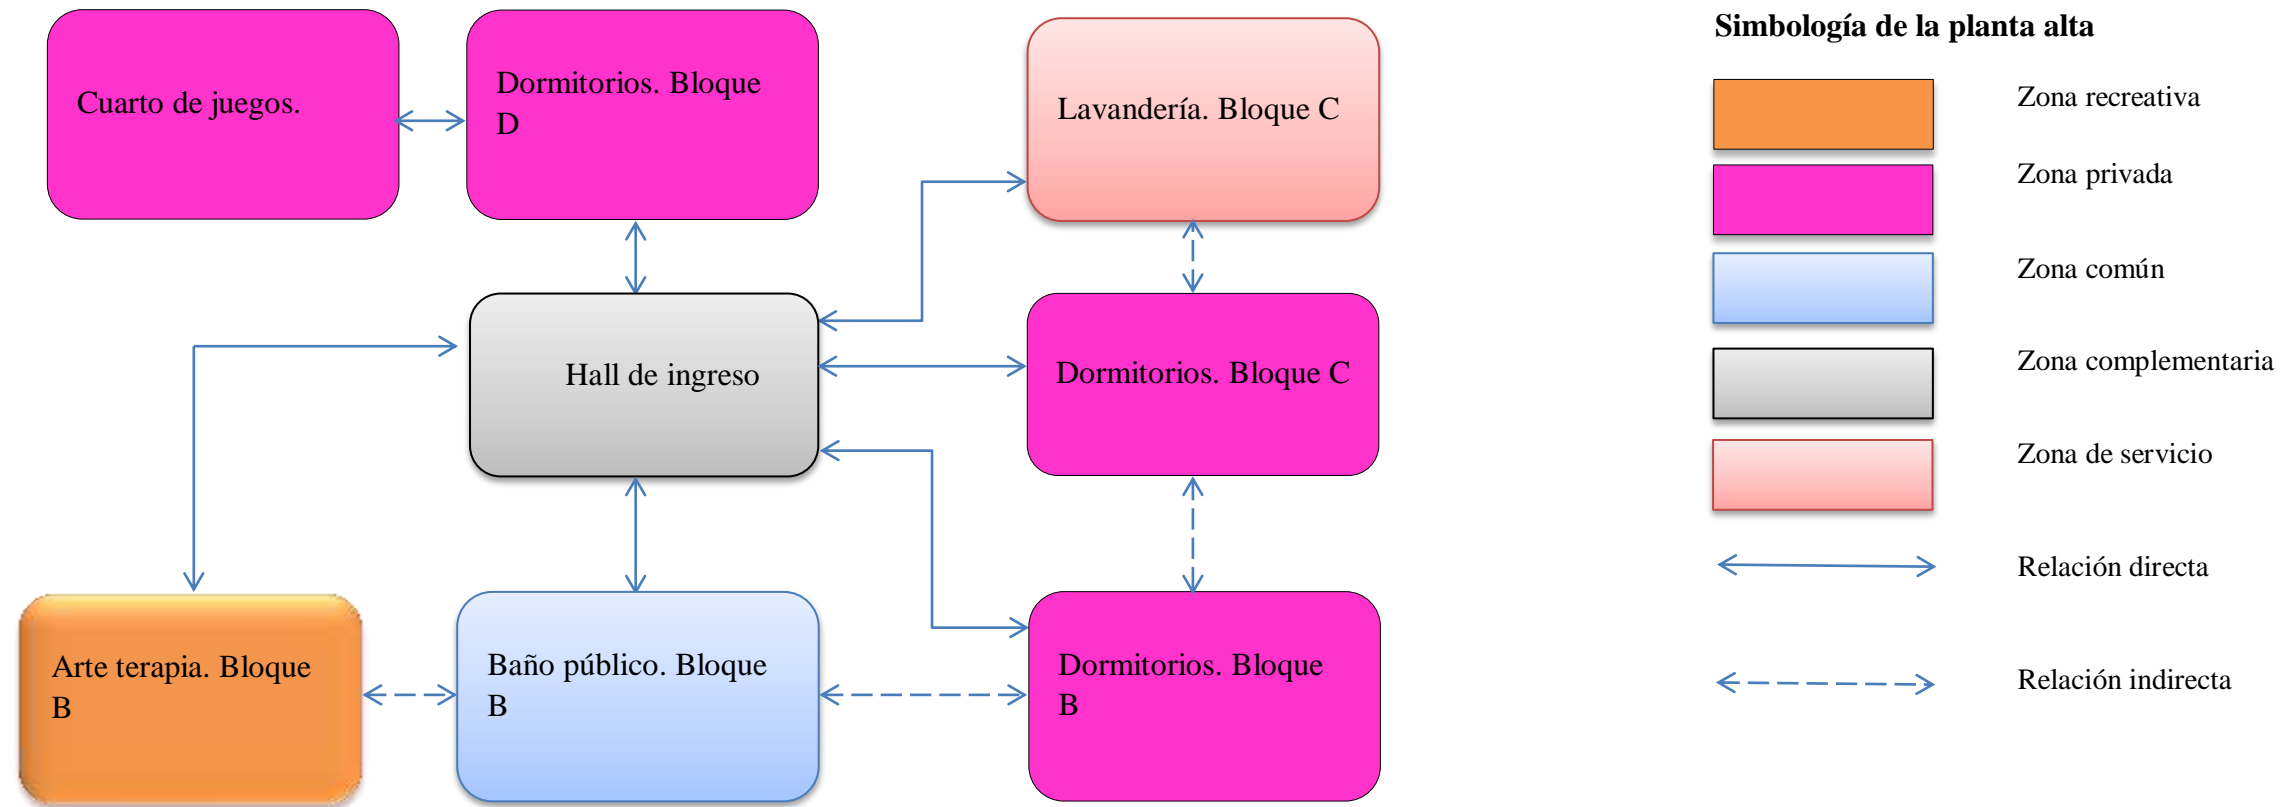 Cuarto de juegos.
Dormitorios. Bloque
D
Lavandería. Bloque C
Hall de ingreso
Dormitorios. Bloque C
Arte terapia. Bloque
B
Baño público. Bloque
B
Dormitorios. Bloque
B
Simbología de la planta alta
Zona recreativa
Zona privada
Zona común
Zona complementaria
Zona de servicio
Relación directa
Relación indirecta